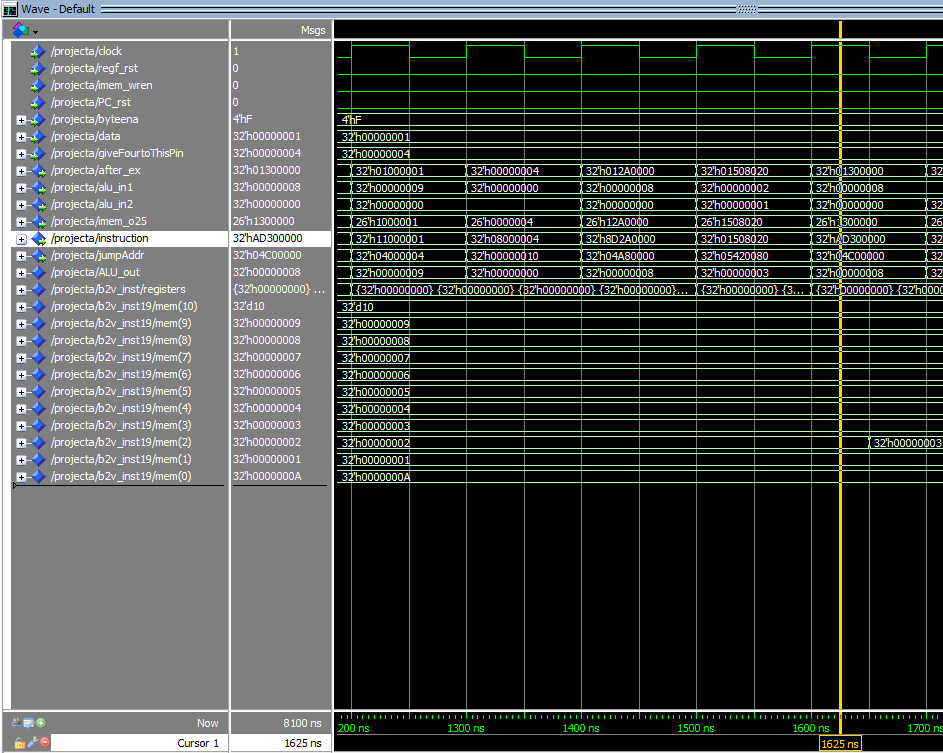 Wave - Default
Msgs
/projecta/clock 1
/projecta/regf_rst 0
/projecta/imem_wren 0
/projecta/PC_rst 0
/projecta/byteena 4'hF 4'hF
/projecta/data 32'h00000001 32'h00000001
/projecta/giveFourtoThisPin 32'h00000004 32'h00000004
/projecta/after_ex 32'h01300000 32'h01000001 32'h00000004 32'h012A0000 32'h01508020 32'h01300000 32
/projecta/alu_in1 32'h00000008 32'h00000009 32'h00000000 32'h00000008 32'h00000002 32'h00000008
/projecta/alu_in2 32'h00000000 32'h00000000 32'h00000000 32'h00000001 32'h00000000 32
/projecta/imem_o25 26'h1300000 26'h1000001 26'h0000004 26'h12A0000 26'h1508020 26'h1300000 26
/projecta/instruction 32'hAD300000 32'h11000001 32'h08000004 32'h8D2A0000 32'h01508020 32'hAD300000 32
/projecta/jumpAddr 32'h04C00000 32'h04000004 32'h00000010 32'h04A80000 32'h05420080 32'h04C00000 32
/projecta/ALU_out 32'h00000008 32'h00000009 32'h00000000 32'h00000008 32'h00000003 32'h00000008 32
/projecta/b2v_inst/registers {32'h00000000} ... {32'h00000000} {32'h00000000} {32'h00000000} {32'h00000000}... {32'h00000000} {3... {32'h00000000} {32'h00000
/projecta/b2v_inst19/mem(10) 32'd10 32'd10
/projecta/b2v_inst19/mem(9) 32'h00000009 32'h00000009
/projecta/b2v_inst19/mem(8) 32'h00000008 32'h00000008
/projecta/b2v_inst19/mem(7) 32'h00000007 32'h00000007
/projecta/b2v_inst19/mem(6) 32'h00000006 32'h00000006
/projecta/b2v_inst19/mem(5) 32'h00000005 32'h00000005
/projecta/b2v_inst19/mem(4) 32'h00000004 32'h00000004
/projecta/b2v_inst19/mem(3) 32'h00000003 32'h00000003
/projecta/b2v_inst19/mem(2) 32'h00000002 32'h00000002 32'h00000003
/projecta/b2v_inst19/mem(1) 32'h00000001 32'h00000001
/projecta/b2v_inst19/mem(0) 32'h0000000A 32'h0000000A
Now 8100 ns 200 ns 1300 ns 1400 ns 1500 ns 1600 ns 1700 ns
Cursor 1 1625 ns 1625 ns